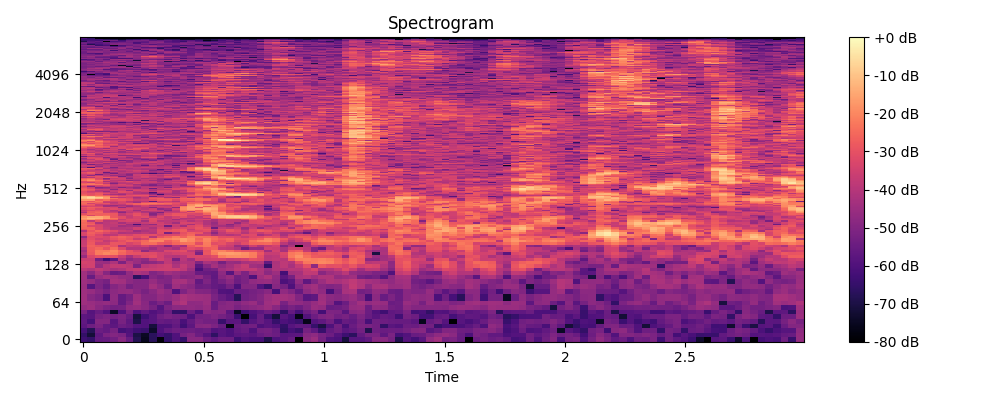 Spectrogram
Hz
4096
2048
1024
512
256
128
64
0
0 0.5 1 1.5 2 2.5
Time
+0 dB
-10 dB
-20 dB
-30 dB
-40 dB
-50 dB
-60 dB
-70 dB
-80 dB